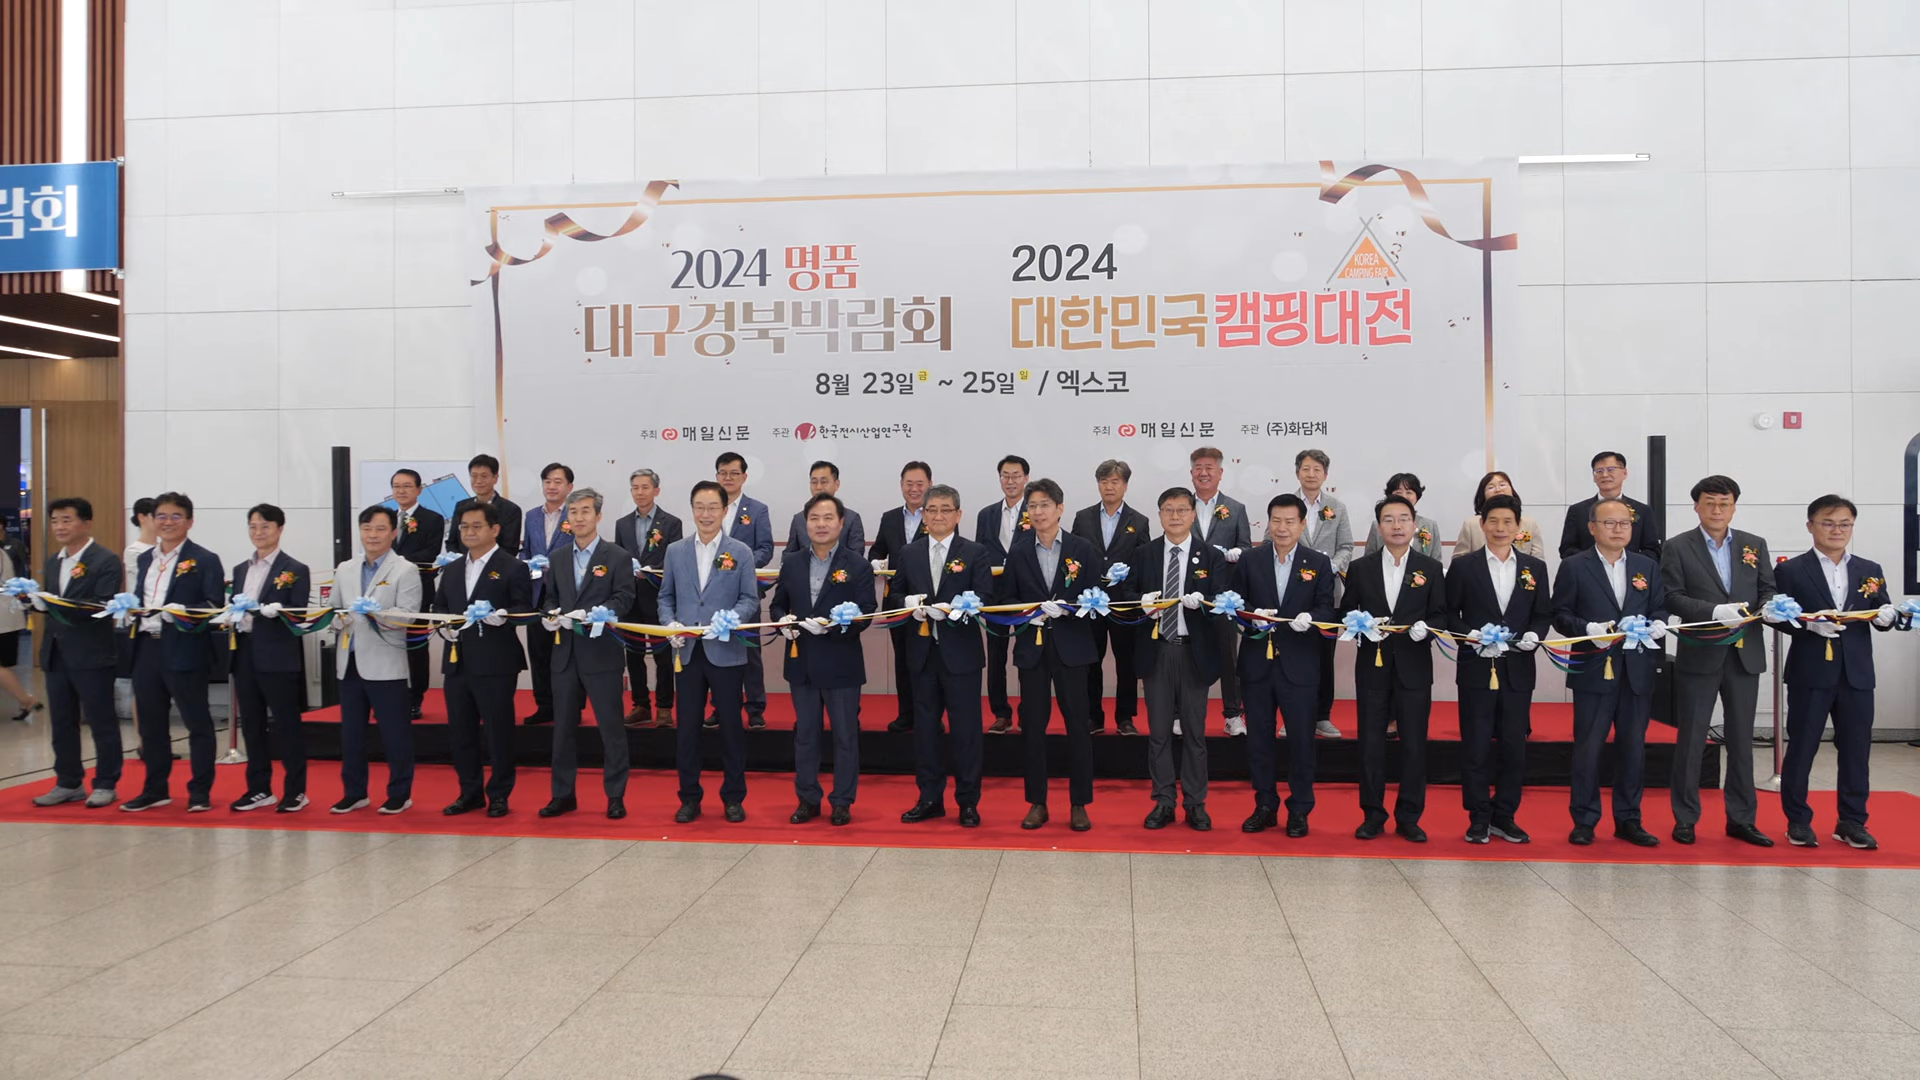 람회
2024 명품
대구경북박람회
2024
대한민국캠핑대전
KOREA
CAMPING FAIR
8월 23일 금 ~ 25일 일 / 엑스코
주최 매일신문 주관 한국전시산업연구원
주최 매일신문 주관 (주)화담채